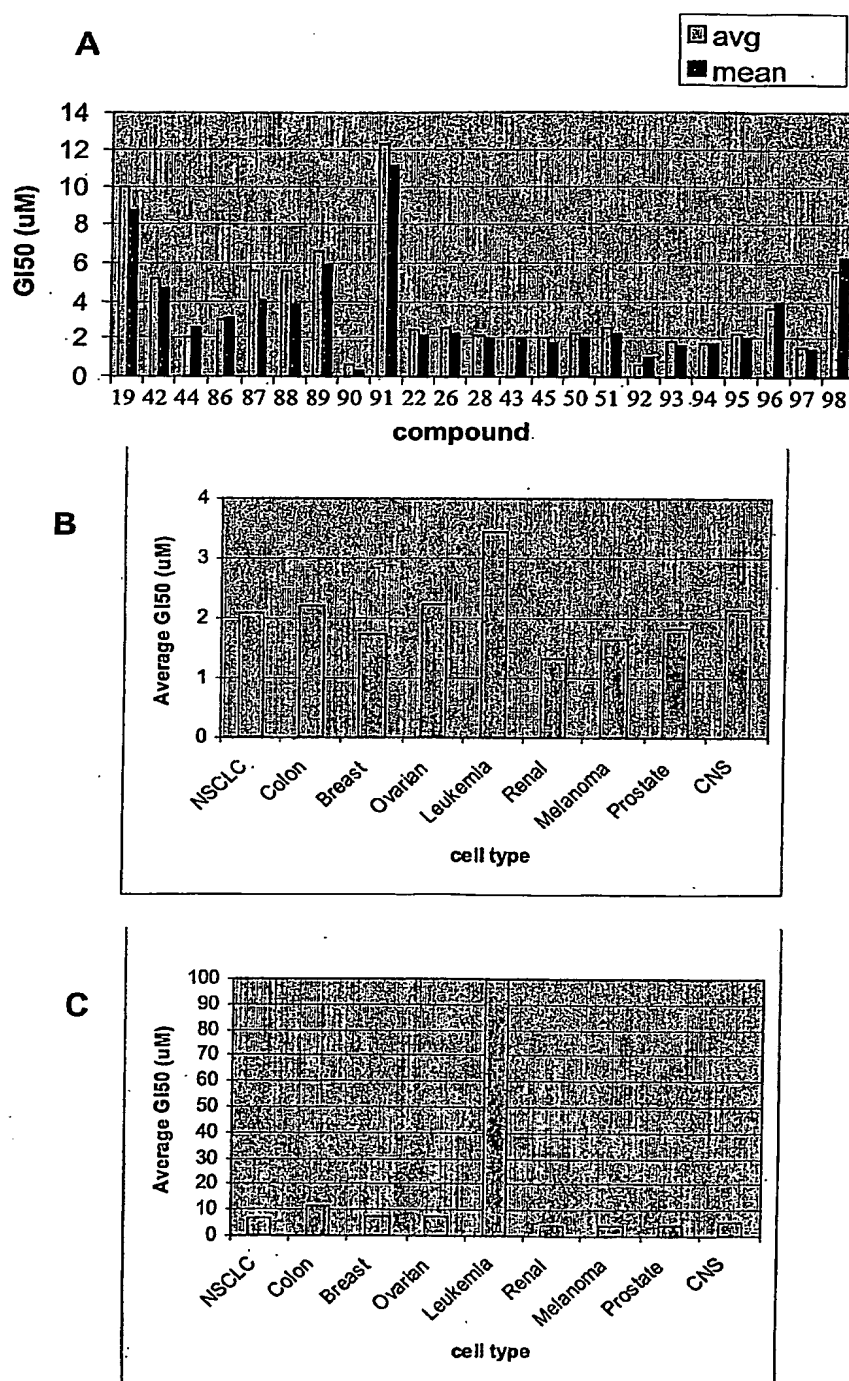 A
avg
mean
14
12
10
8
6
4
2
0
GI50 (uM)
19 42 44 86 87 88 89 90 91 22 26 28 43 45 50 51 92 93 94 95 96 97 98
compound
B
4
3
2
1
0
Average GI50 (uM)
NSCLC Colon Breast Ovarian Leukemia Renal Melanoma Prostate CNS
cell type
C
100
90
80
70
60
50
40
30
20
10
0
Average GI50 (uM)
NSCLC Colon Breast Ovarian Leukemia Renal Melanoma Prostate CNS
cell type